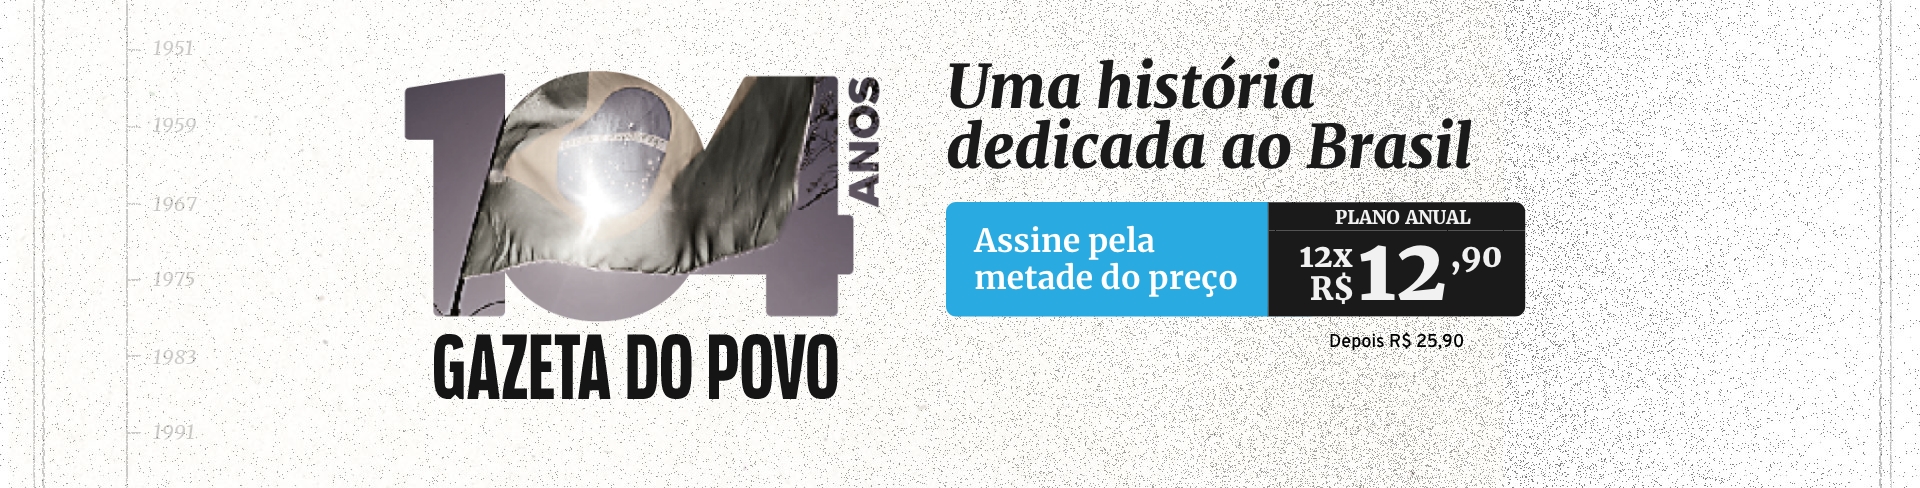 1951
1959
1967
1975
1983
1991
104
ANOS
GAZETA DO POVO
Uma história
dedicada ao Brasil
Assine pela
metade do preço
PLANO ANUAL
12x
R$ 12,90
Depois R$ 25,90